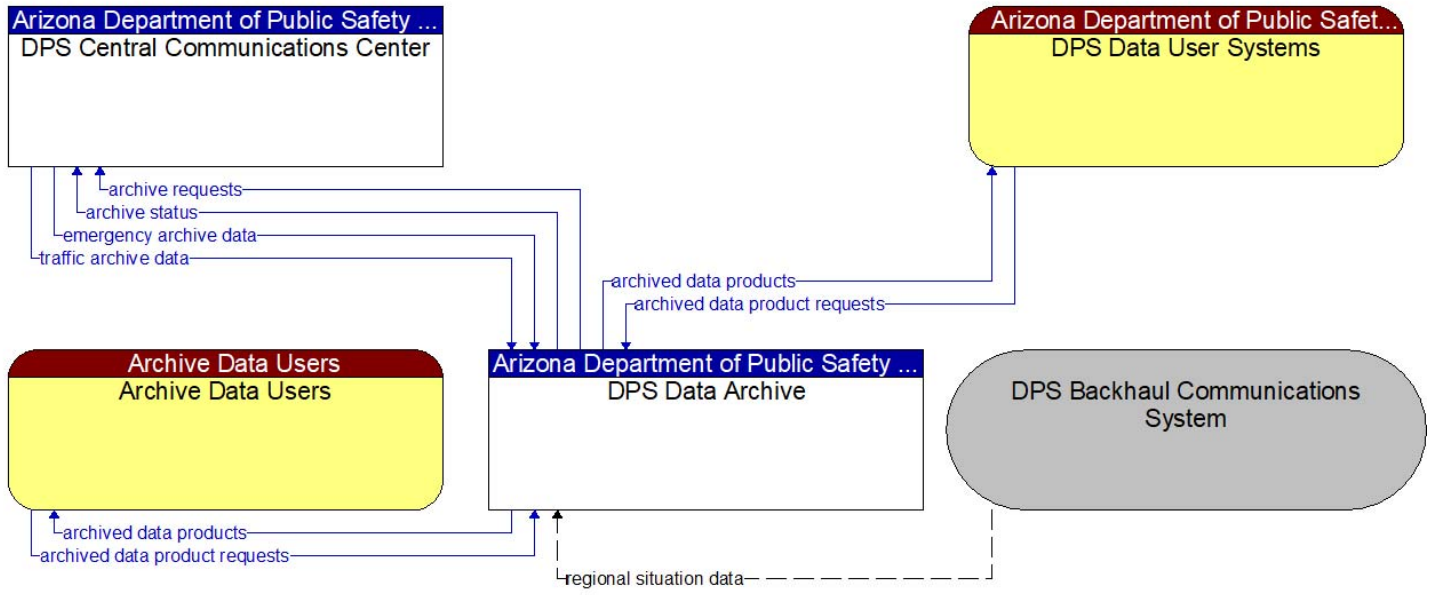 Arizona Department of Public Safety ...
DPS Central Communications Center
Arizona Department of Public Safet...
DPS Data User Systems
archive requests
archive status
emergency archive data
traffic archive data
archived data products
archived data product requests
Archive Data Users
Archive Data Users
Arizona Department of Public Safety ...
DPS Data Archive
DPS Backhaul Communications
System
archived data products
archived data product requests
regional situation data